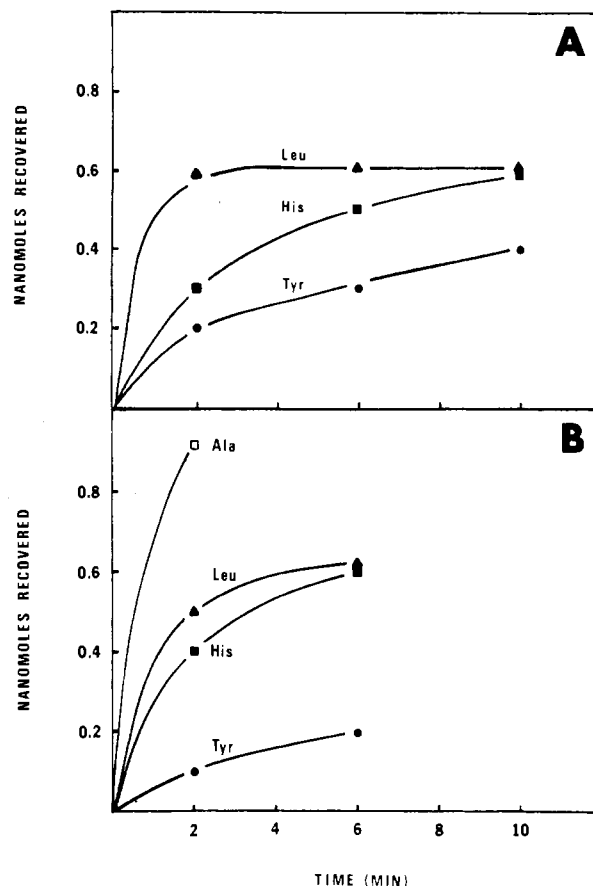 A
NANOMOLES RECOVERED
0.8
0.6
0.4
0.2
Leu
His
Tyr
B
NANOMOLES RECOVERED
0.8
0.6
0.4
0.2
Ala
Leu
His
Tyr
2 4 6 8 10
TIME (MIN)